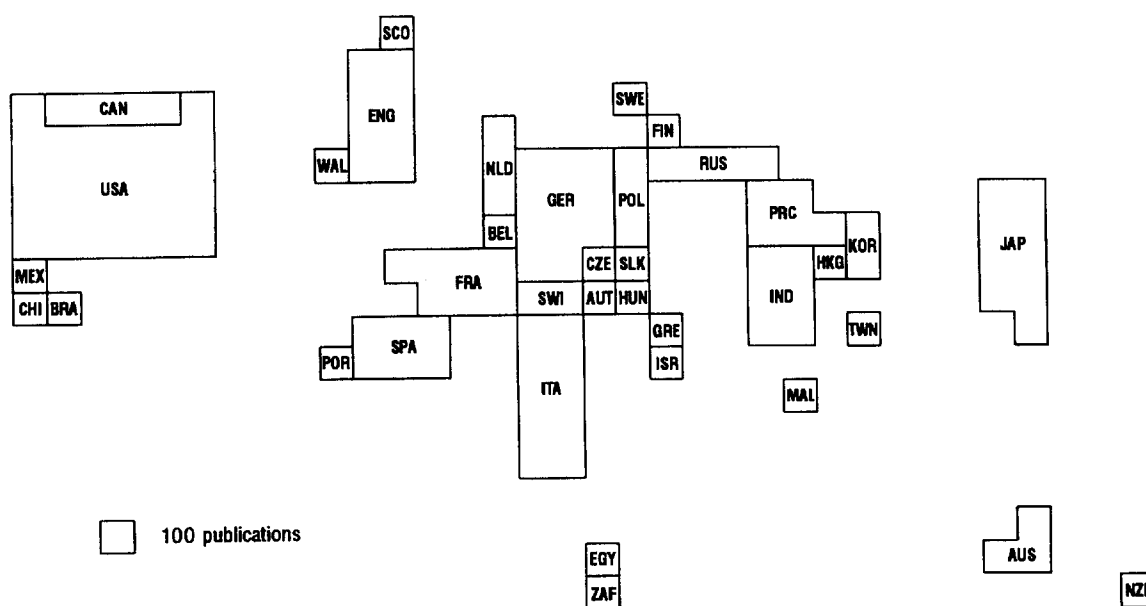 SCO
SWE
CAN
ENG
FIN
WAL
NLD
RUS
USA
GER
POL
PRC
BEL
KOR
JAP
MEX
FRA
CZE
SLK
HKG
CHI
BRA
SWI
AUT
HUN
IND
GRE
TWN
POR
SPA
ISR
ITA
MAL
100 publications
EGY
AUS
ZAF